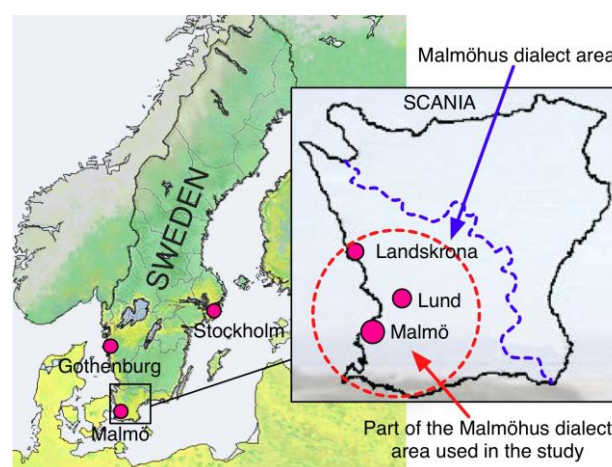 SWEDEN
Stockholm
Gothenburg
Malmö
Malmöhus dialect area
SCANIA
Landskrona
Lund
Malmö
Part of the Malmöhus dialect
area used in the study